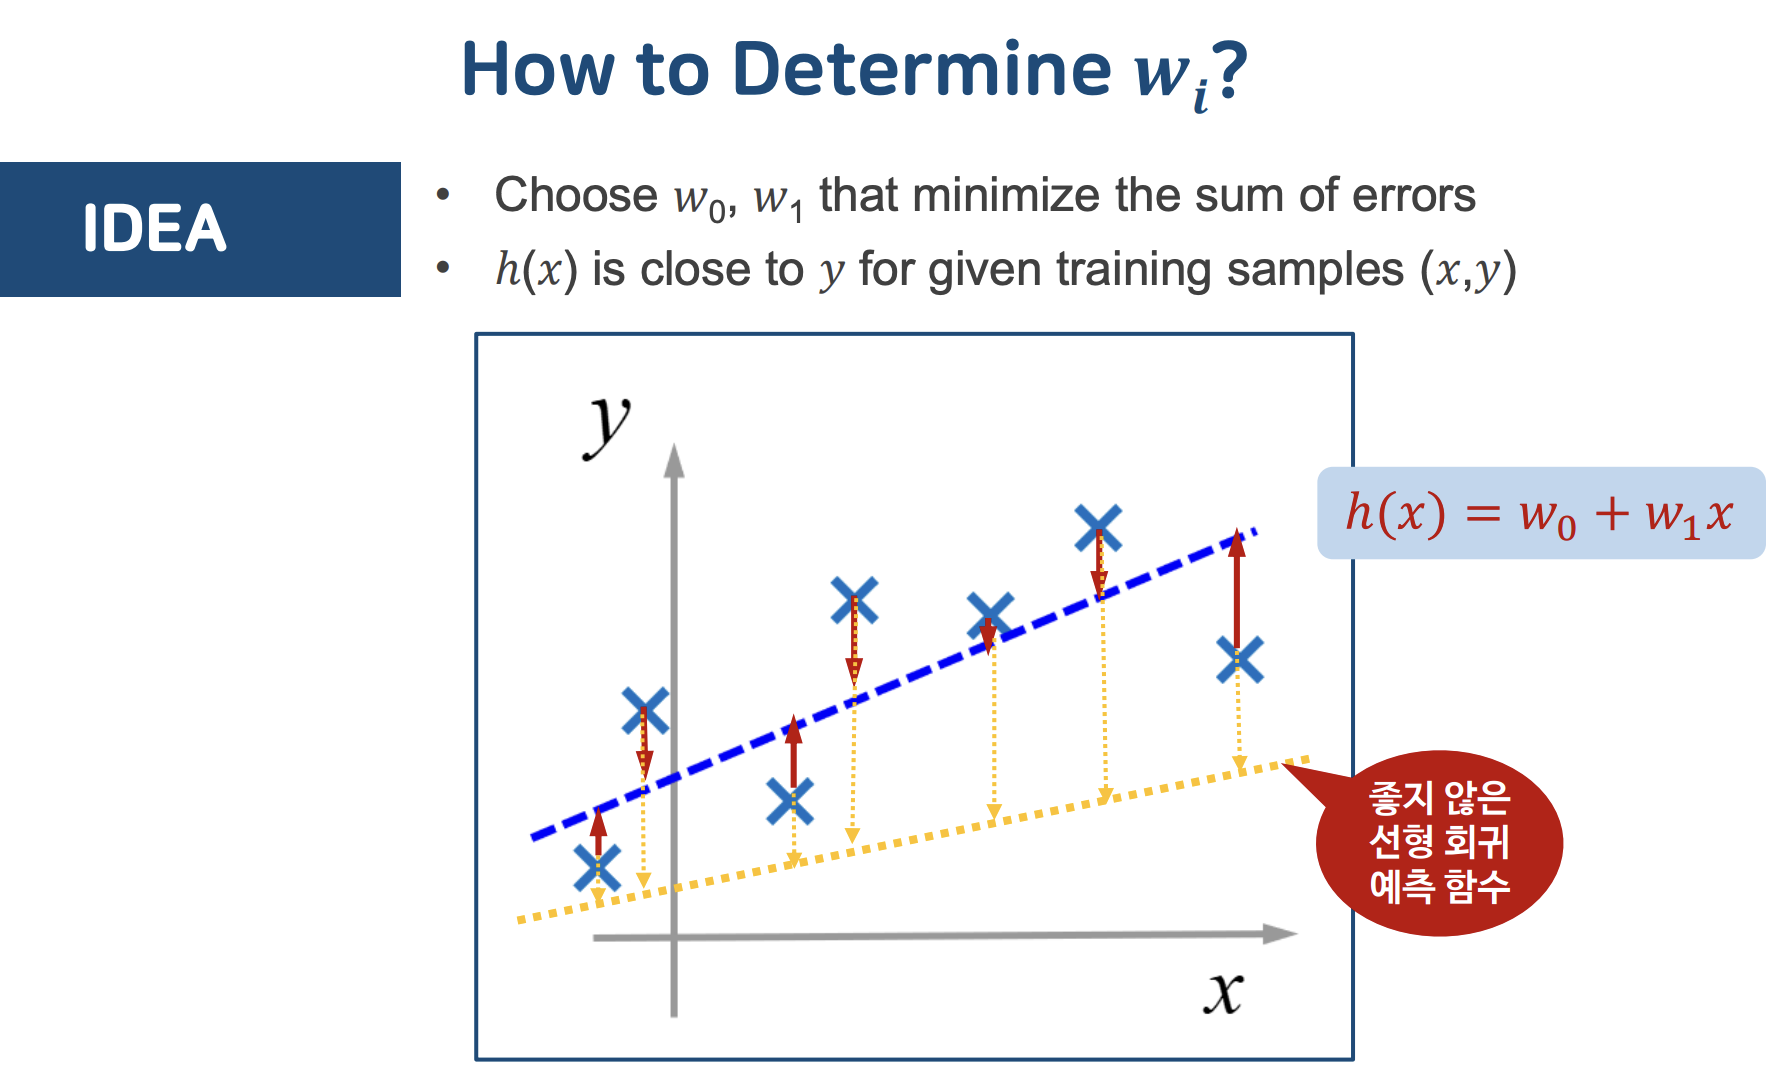 How to Determine wᵢ?
IDEA
• Choose w₀, w₁ that minimize the sum of errors
• h(x) is close to y for given training samples (x,y)
y
h(x) = w₀ + w₁x
좋지 않은
선형 회귀
예측 함수
x